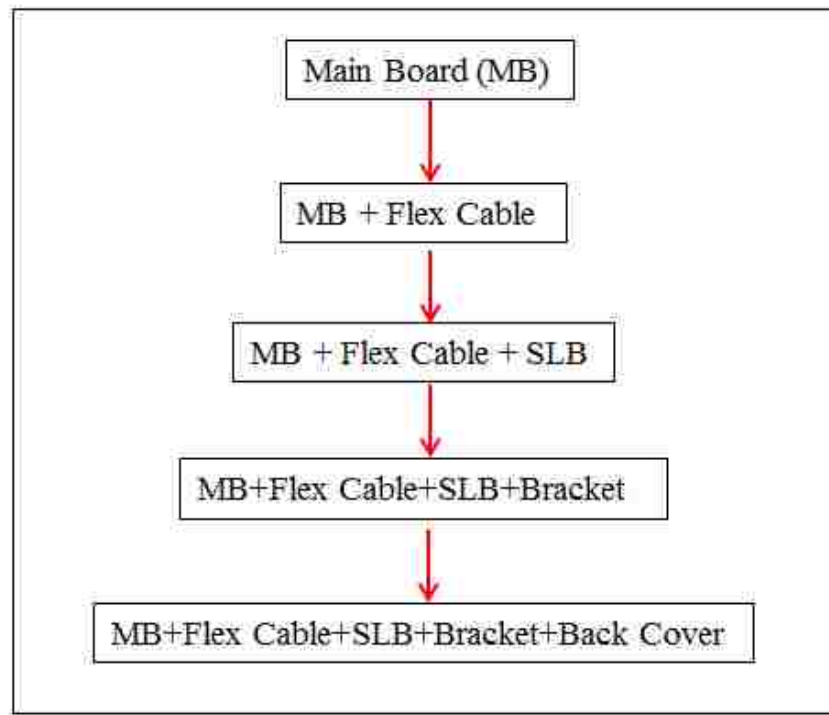 Main Board (MB)
MB + Flex Cable
MB + Flex Cable + SLB
MB+Flex Cable+SLB+Bracket
MB+Flex Cable+SLB+Bracket+Back Cover